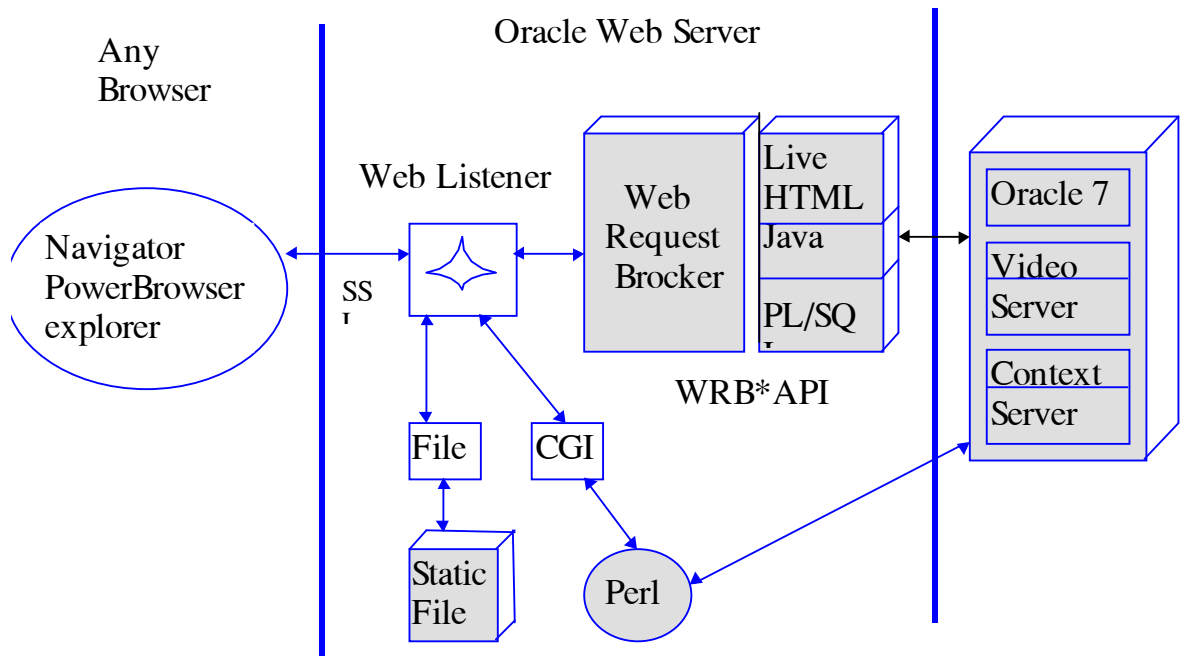 Any
Browser
Oracle Web Server
Navigator
PowerBrowser
explorer
SS
Web Listener
Web
Request
Brocker
Live
HTML
Java
PL/SQ
WRB*API
File
CGI
Static
File
Perl
Oracle 7
Video
Server
Context
Server